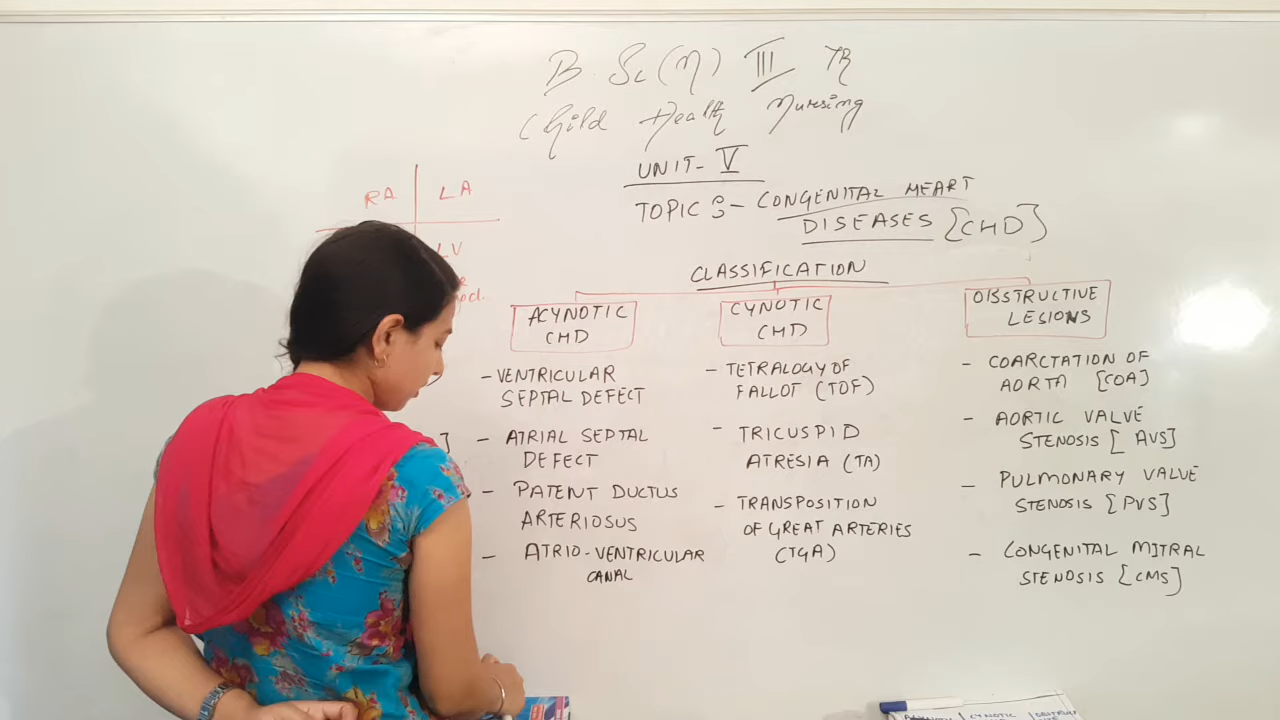 B.Sc(N) III YR
Child Health Nursing
UNIT- V
TOPIC S- CONGENITAL HEART
DISEASES [CHD]
RA LA
LV
CLASSIFICATION
ACYNOTIC
CHD
- VENTRICULAR
SEPTAL DEFECT
- ATRIAL SEPTAL
DEFECT
- PATENT DUCTUS
ARTERIOSUS
- ATRIO-VENTRICULAR
CANAL
CYNOTIC
CHD
- TETRALOGY OF
FALLOT (TOF)
- TRICUSPID
ATRESIA (TA)
- TRANSPOSITION
OF GREAT ARTERIES
(TGA)
OBSTRUCTIVE
LESIONS
- COARCTATION OF
AORTA [COA]
- AORTIC VALVE
STENOSIS [AVS]
- PULMONARY VALVE
STENOSIS [PVS]
- CONGENITAL MITRAL
STENOSIS [CMS]